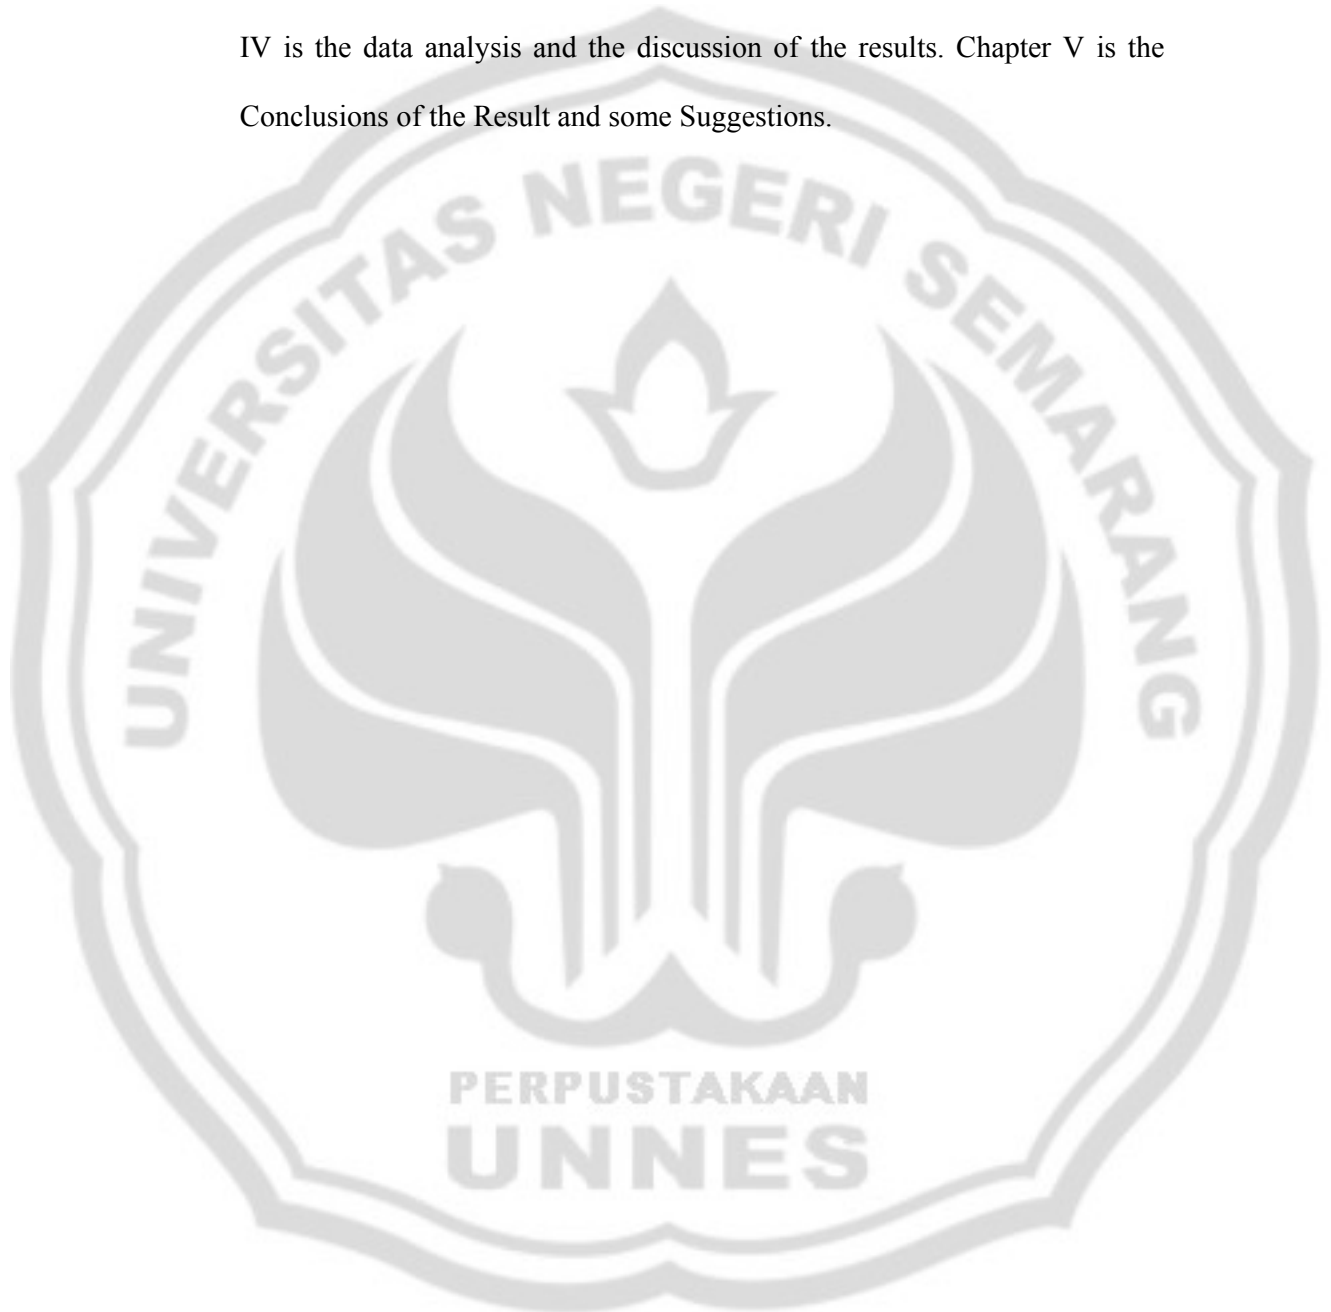 IV is the data analysis and the discussion of the results. Chapter V is the
Conclusions of the Result and some Suggestions.
UNIVERSITAS NEGERI SEMARANG
PERPUSTAKAAN
UNNES